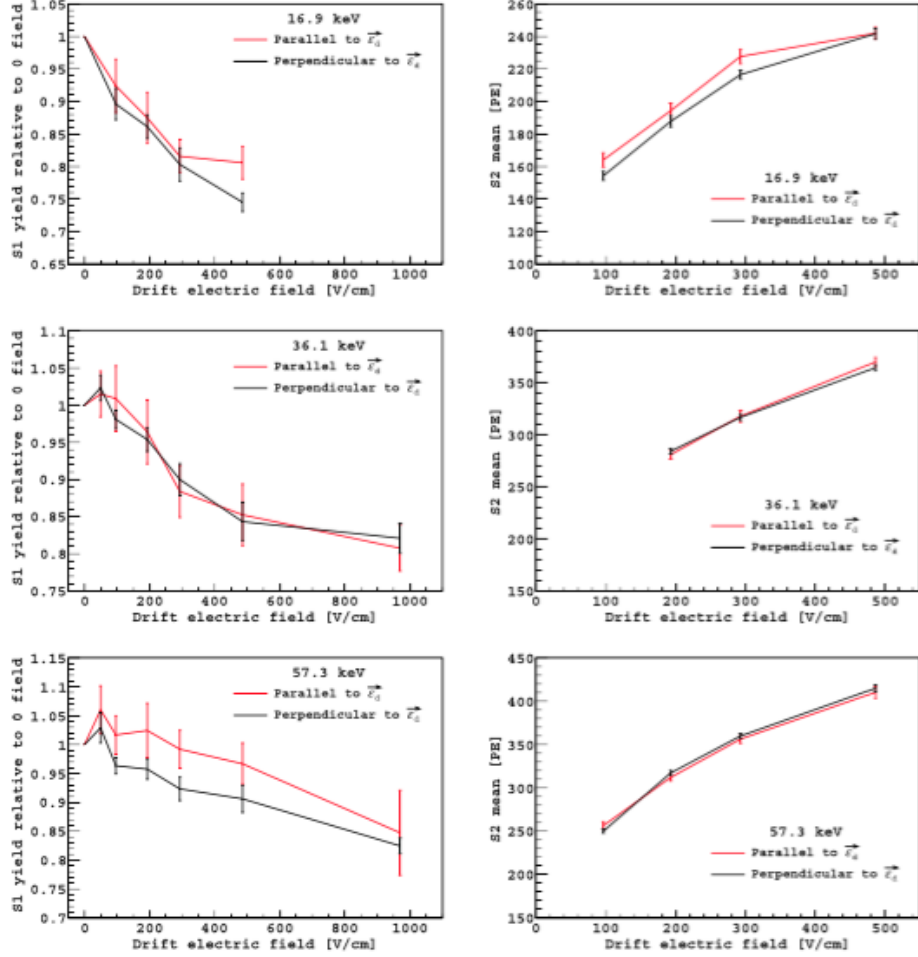 16.9 keV
Parallel to ε⃗d
Perpendicular to ε⃗d
S1 yield relative to 0 field
1.05
1
0.95
0.9
0.85
0.8
0.75
0.7
0.65
0 200 400 600 800 1000
Drift electric field [V/cm]
16.9 keV
Parallel to ε⃗d
Perpendicular to ε⃗d
S2 mean [PE]
260
240
220
200
180
160
140
120
100
0 100 200 300 400 500
Drift electric field [V/cm]
36.1 keV
Parallel to ε⃗d
Perpendicular to ε⃗d
S1 yield relative to 0 field
1.1
1.05
1
0.95
0.9
0.85
0.8
0.75
0 200 400 600 800 1000
Drift electric field [V/cm]
36.1 keV
Parallel to ε⃗d
Perpendicular to ε⃗d
S2 mean [PE]
400
350
300
250
200
150
0 100 200 300 400 500
Drift electric field [V/cm]
57.3 keV
Parallel to ε⃗d
Perpendicular to ε⃗d
S1 yield relative to 0 field
1.15
1.1
1.05
1
0.95
0.9
0.85
0.8
0.75
0.7
0 200 400 600 800 1000
Drift electric field [V/cm]
57.3 keV
Parallel to ε⃗d
Perpendicular to ε⃗d
S2 mean [PE]
450
400
350
300
250
200
150
0 100 200 300 400 500
Drift electric field [V/cm]